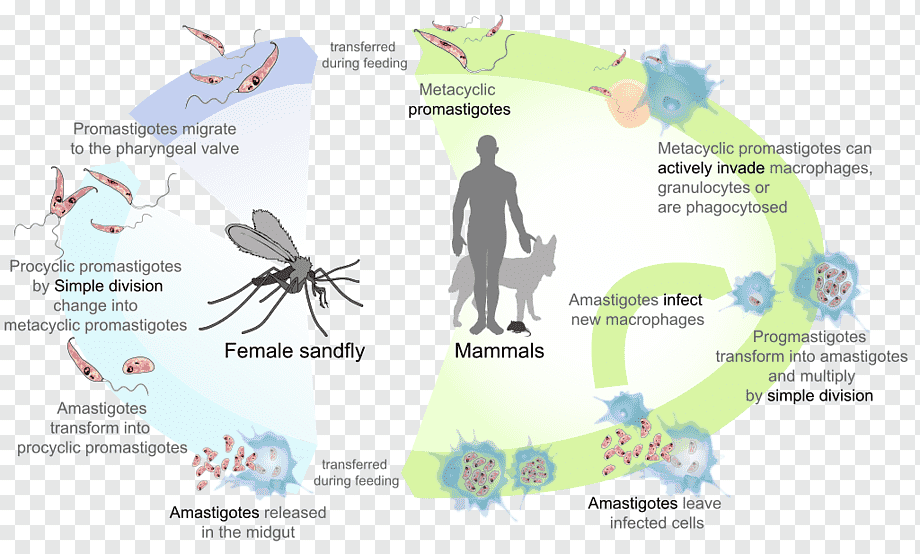 transferred
during feeding
Metacyclic
promastigotes
Promastigotes migrate
to the pharyngeal valve
Metacyclic promastigotes can
actively invade macrophages,
granulocytes or
are phagocytosed
Procyclic promastigotes
by Simple division
change into
metacyclic promastigotes
Amastigotes infect
new macrophages
Female sandfly
Mammals
Progmastigotes
transform into amastigotes
and multiply
by simple division
Amastigotes
transform into
procyclic promastigotes
transferred
during feeding
Amastigotes released
in the midgut
Amastigotes leave
infected cells